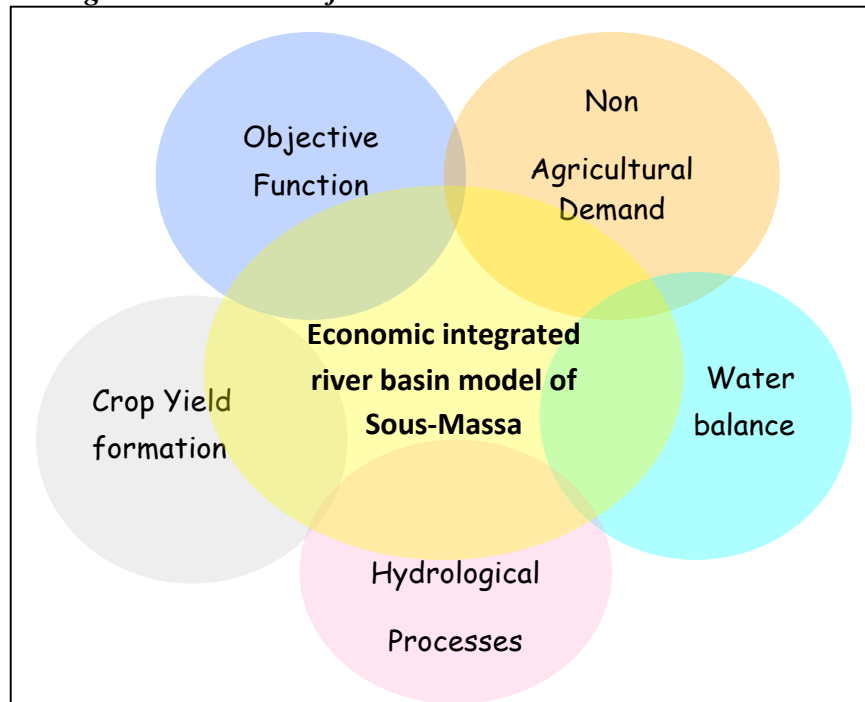 Objective
Function
Non
Agricultural
Demand
Economic integrated
river basin model of
Sous-Massa
Crop Yield
formation
Water
balance
Hydrological
Processes